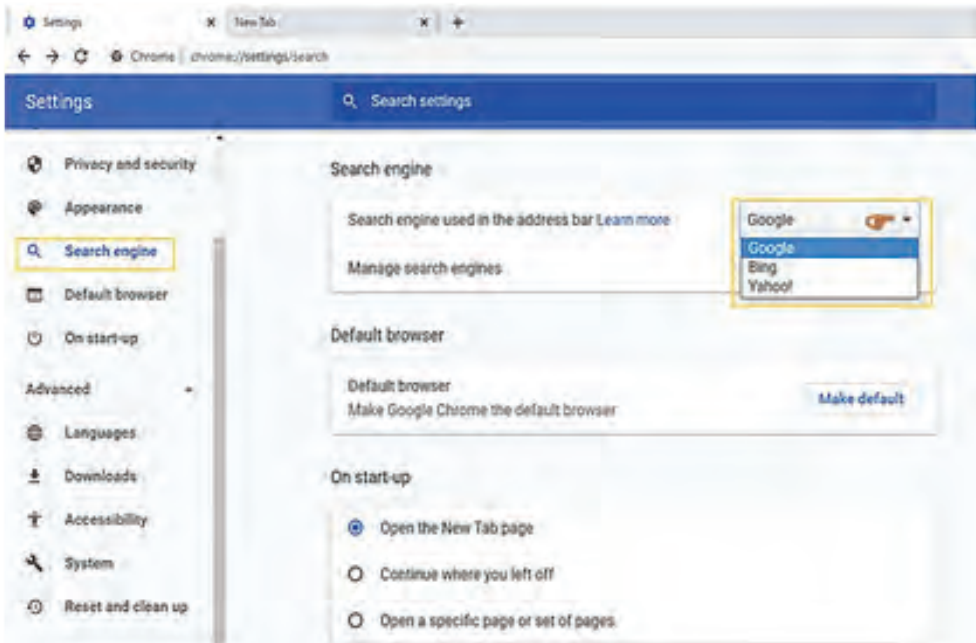 Settings
New Tab
Chrome | chrome://settings/search
Settings
Search settings
Privacy and security
Appearance
Search engine
Default browser
On start-up
Advanced
Languages
Downloads
Accessibility
System
Reset and clean up
Search engine
Search engine used in the address bar Learn more
Google
Google
Bing
Yahoo!
Manage search engines
Default browser
Default browser
Make Google Chrome the default browser
Make default
On start-up
Open the New Tab page
Continue where you left off
Open a specific page or set of pages